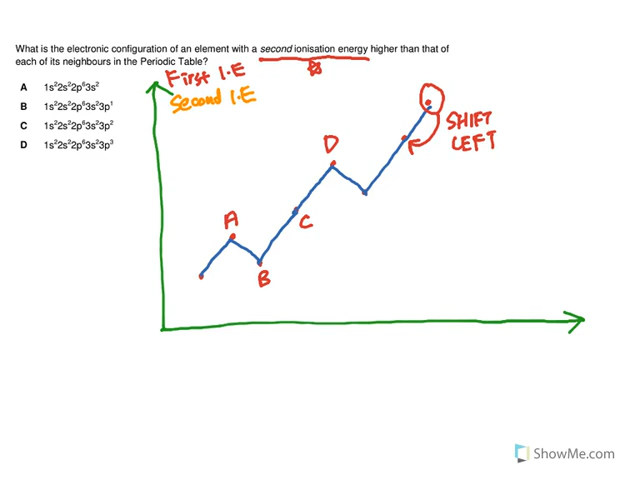 What is the electronic configuration of an element with a second ionisation energy higher than that of
each of its neighbours in the Periodic Table?
A 1s²2s²2p⁶3s²
B 1s²2s²2p⁶3s²3p¹
C 1s²2s²2p⁶3s²3p²
D 1s²2s²2p⁶3s²3p³
First I.E
Second I.E
SHIFT
LEFT
D
A
C
B
ShowMe.com